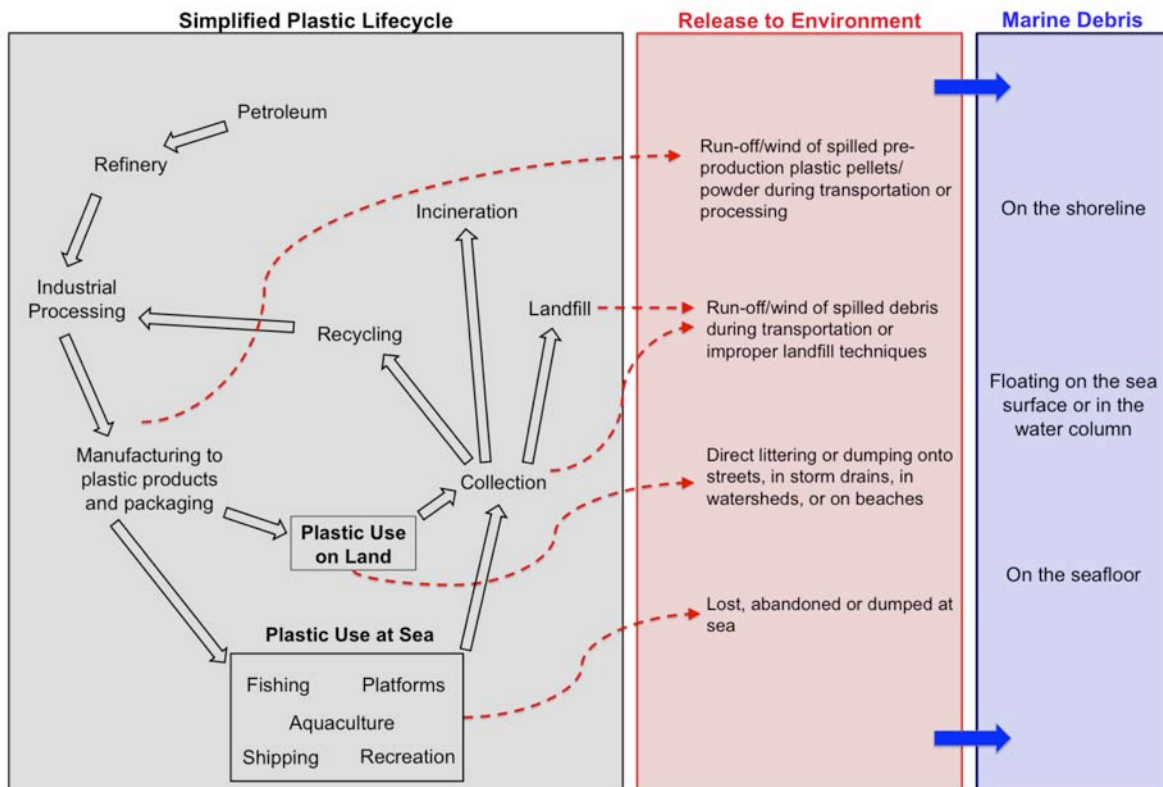 Simplified Plastic Lifecycle
Petroleum
Refinery
Incineration
Industrial
Processing
Landfill
Recycling
Manufacturing to
plastic products
and packaging
Collection
Plastic Use
on Land
Plastic Use at Sea
Fishing Platforms
Aquaculture
Shipping Recreation
Release to Environment
Run-off/wind of spilled pre-
production plastic pellets/
powder during transportation or
processing
Run-off/wind of spilled debris
during transportation or
improper landfill techniques
Direct littering or dumping onto
streets, in storm drains, in
watersheds, or on beaches
Lost, abandoned or dumped at
sea
Marine Debris
On the shoreline
Floating on the sea
surface or in the
water column
On the seafloor